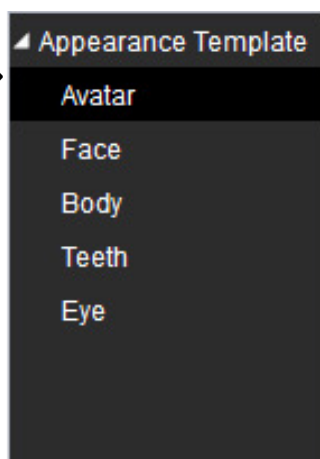 Appearance Template
Avatar
Face
Body
Teeth
Eye